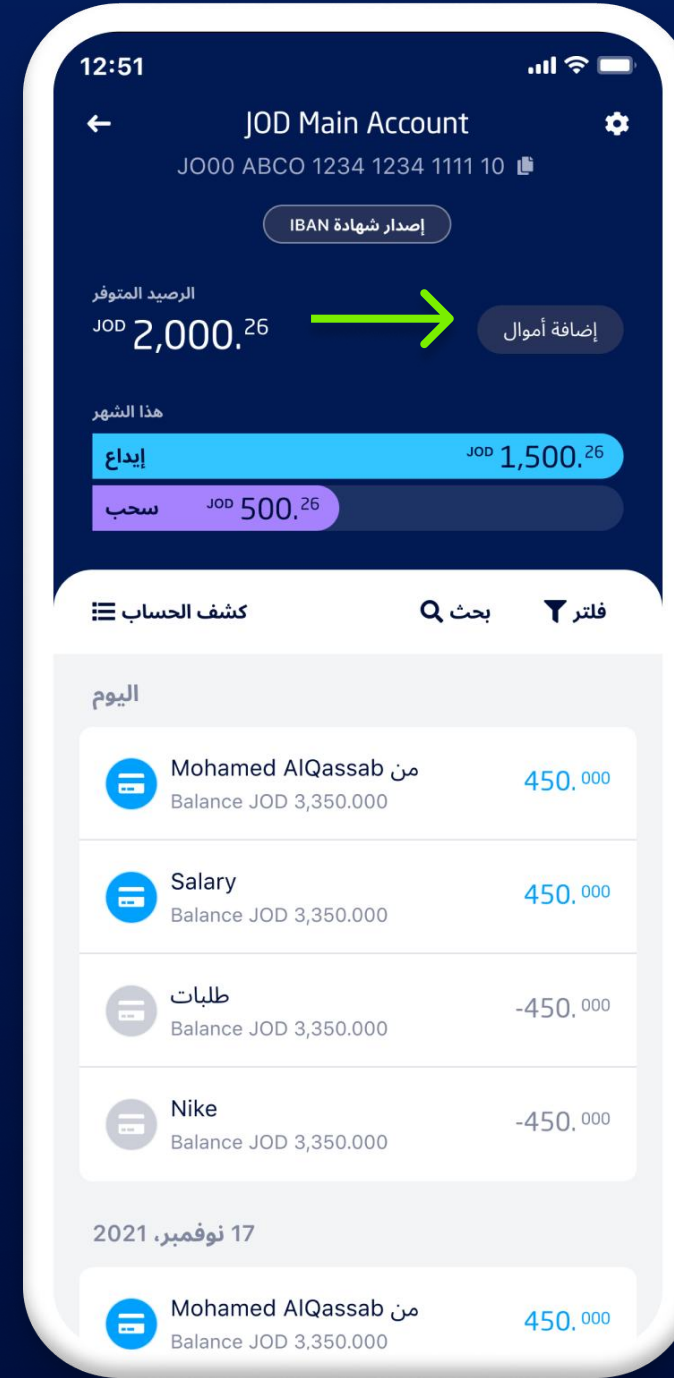 12:51
JOD Main Account
JO00 ABCO 1234 1234 1111 10
إصدار شهادة IBAN
الرصيد المتوفر
JOD 2,000.26
إضافة أموال
هذا الشهر
إيداع JOD 1,500.26
سحب JOD 500.26
كشف الحساب
بحث
فلتر
اليوم
من Mohamed AlQassab
450.000
Balance JOD 3,350.000
Salary
450.000
Balance JOD 3,350.000
طلبات
-450.000
Balance JOD 3,350.000
Nike
-450.000
Balance JOD 3,350.000
17 نوفمبر، 2021
من Mohamed AlQassab
450.000
Balance JOD 3,350.000